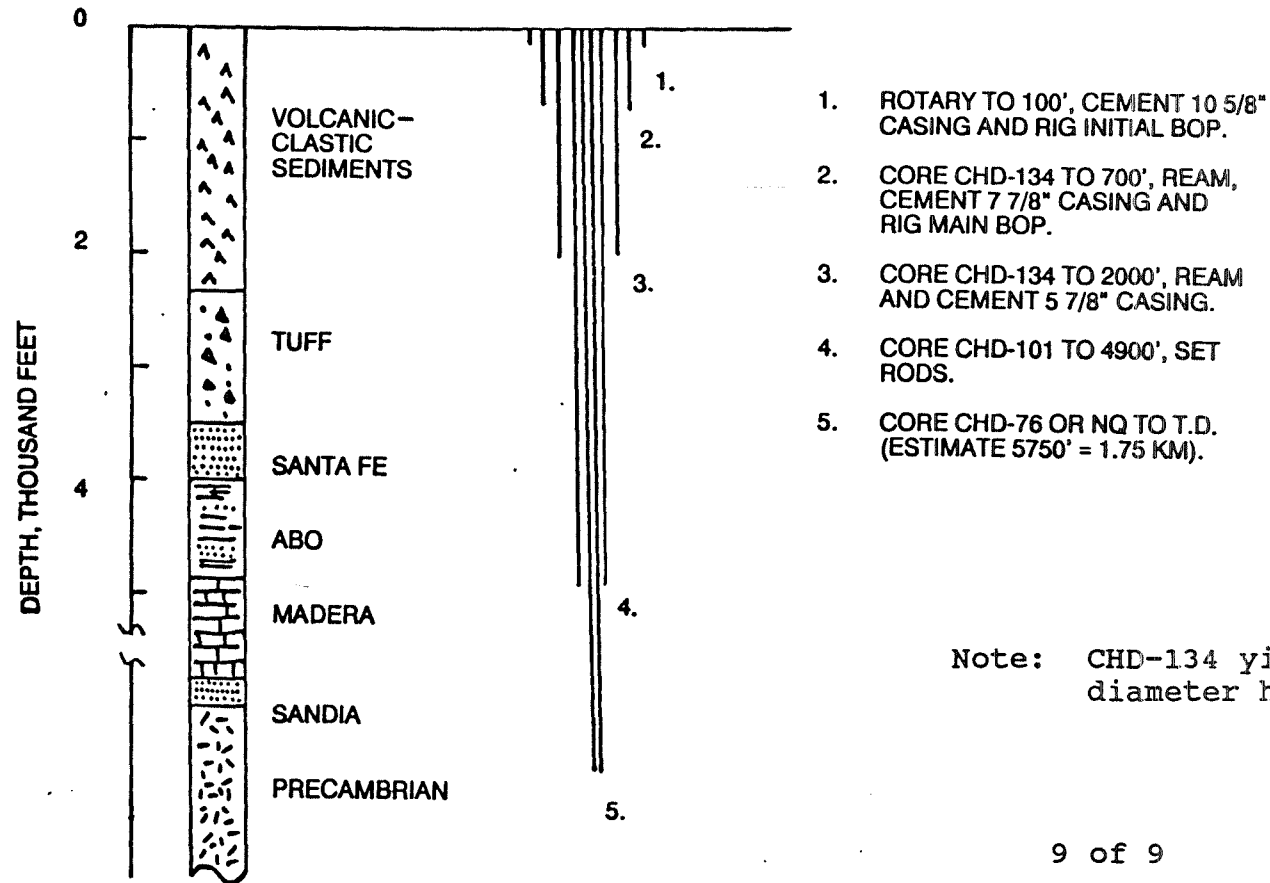 0
2
4
DEPTH, THOUSAND FEET
VOLCANIC–
CLASTIC
SEDIMENTS
TUFF
SANTA FE
ABO
MADERA
SANDIA
PRECAMBRIAN
1.
2.
3.
4.
5.
1. ROTARY TO 100', CEMENT 10 5/8"
CASING AND RIG INITIAL BOP.
2. CORE CHD-134 TO 700', REAM,
CEMENT 7 7/8" CASING AND
RIG MAIN BOP.
3. CORE CHD-134 TO 2000', REAM
AND CEMENT 5 7/8" CASING.
4. CORE CHD-101 TO 4900', SET
RODS.
5. CORE CHD-76 OR NQ TO T.D.
(ESTIMATE 5750' = 1.75 KM).
Note: CHD-134
diameter
9 of 9